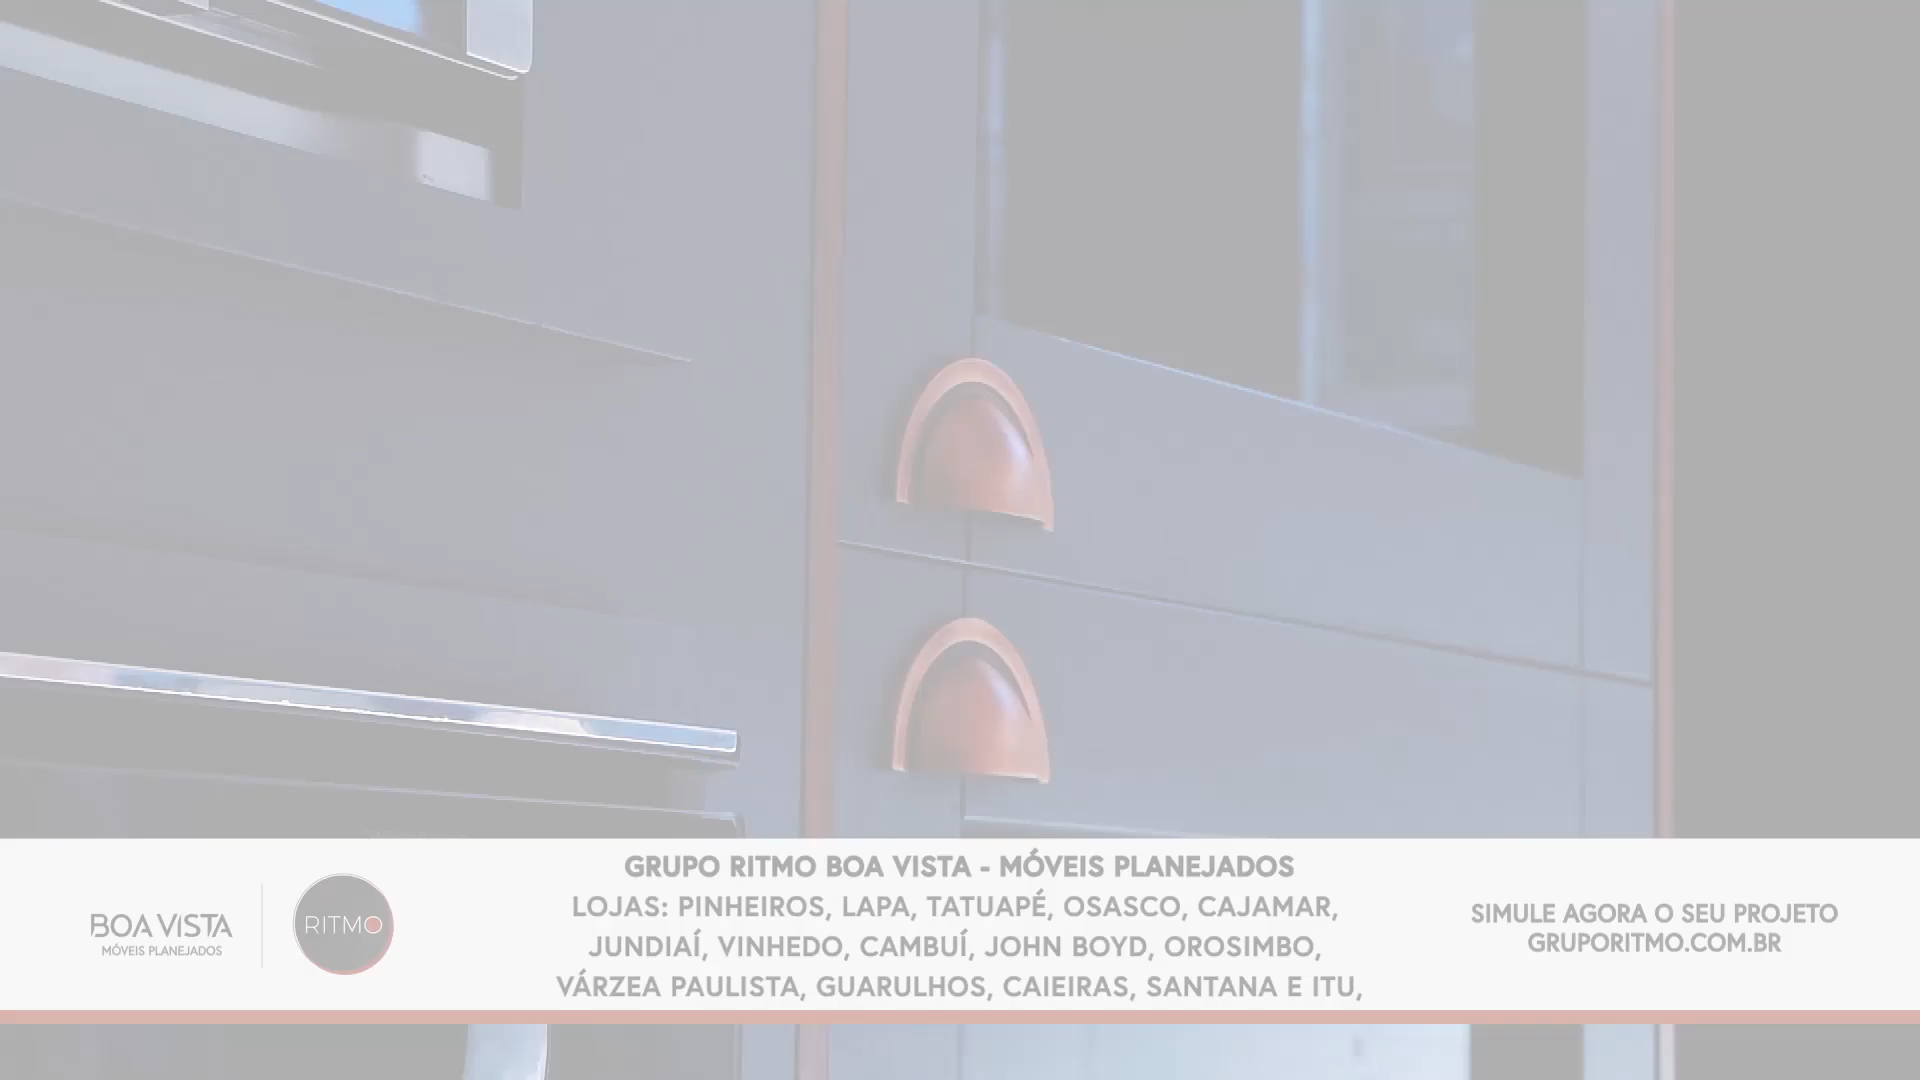 BOA VISTA
MÓVEIS PLANEJADOS
RITMO
GRUPO RITMO BOA VISTA - MÓVEIS PLANEJADOS
LOJAS: PINHEIROS, LAPA, TATUAPÉ, OSASCO, CAJAMAR,
JUNDIAÍ, VINHEDO, CAMBUÍ, JOHN BOYD, OROSIMBO,
VÁRZEA PAULISTA, GUARULHOS, CAIEIRAS, SANTANA E ITU,
SIMULE AGORA O SEU PROJETO
GRUPORITMO.COM.BR